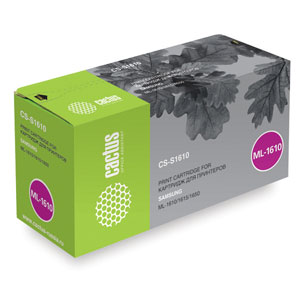 CS-S1610
cactus
CS-S1610
PRINT CARTRIDGE FOR
КАРТРИДЖ ДЛЯ ПРИНТЕРОВ
SAMSUNG
ML-1610/1615/1650
ML-1610
ML-1610